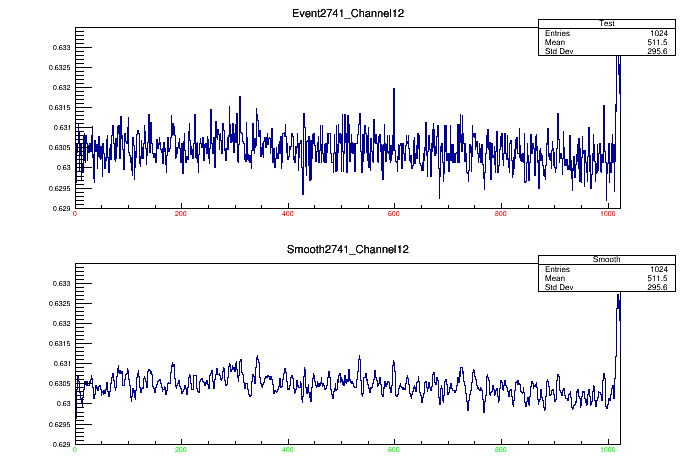 Event2741_Channel12
Test
Entries 1024
Mean 511.5
Std Dev 295.6
0.633
0.6325
0.632
0.6315
0.631
0.6305
0.63
0.6295
0.629
0 200 400 600 800 1000
Smooth2741_Channel12
Smooth
Entries 1024
Mean 511.5
Std Dev 295.6
0.633
0.6325
0.632
0.6315
0.631
0.6305
0.63
0.6295
0.629
0 200 400 600 800 1000